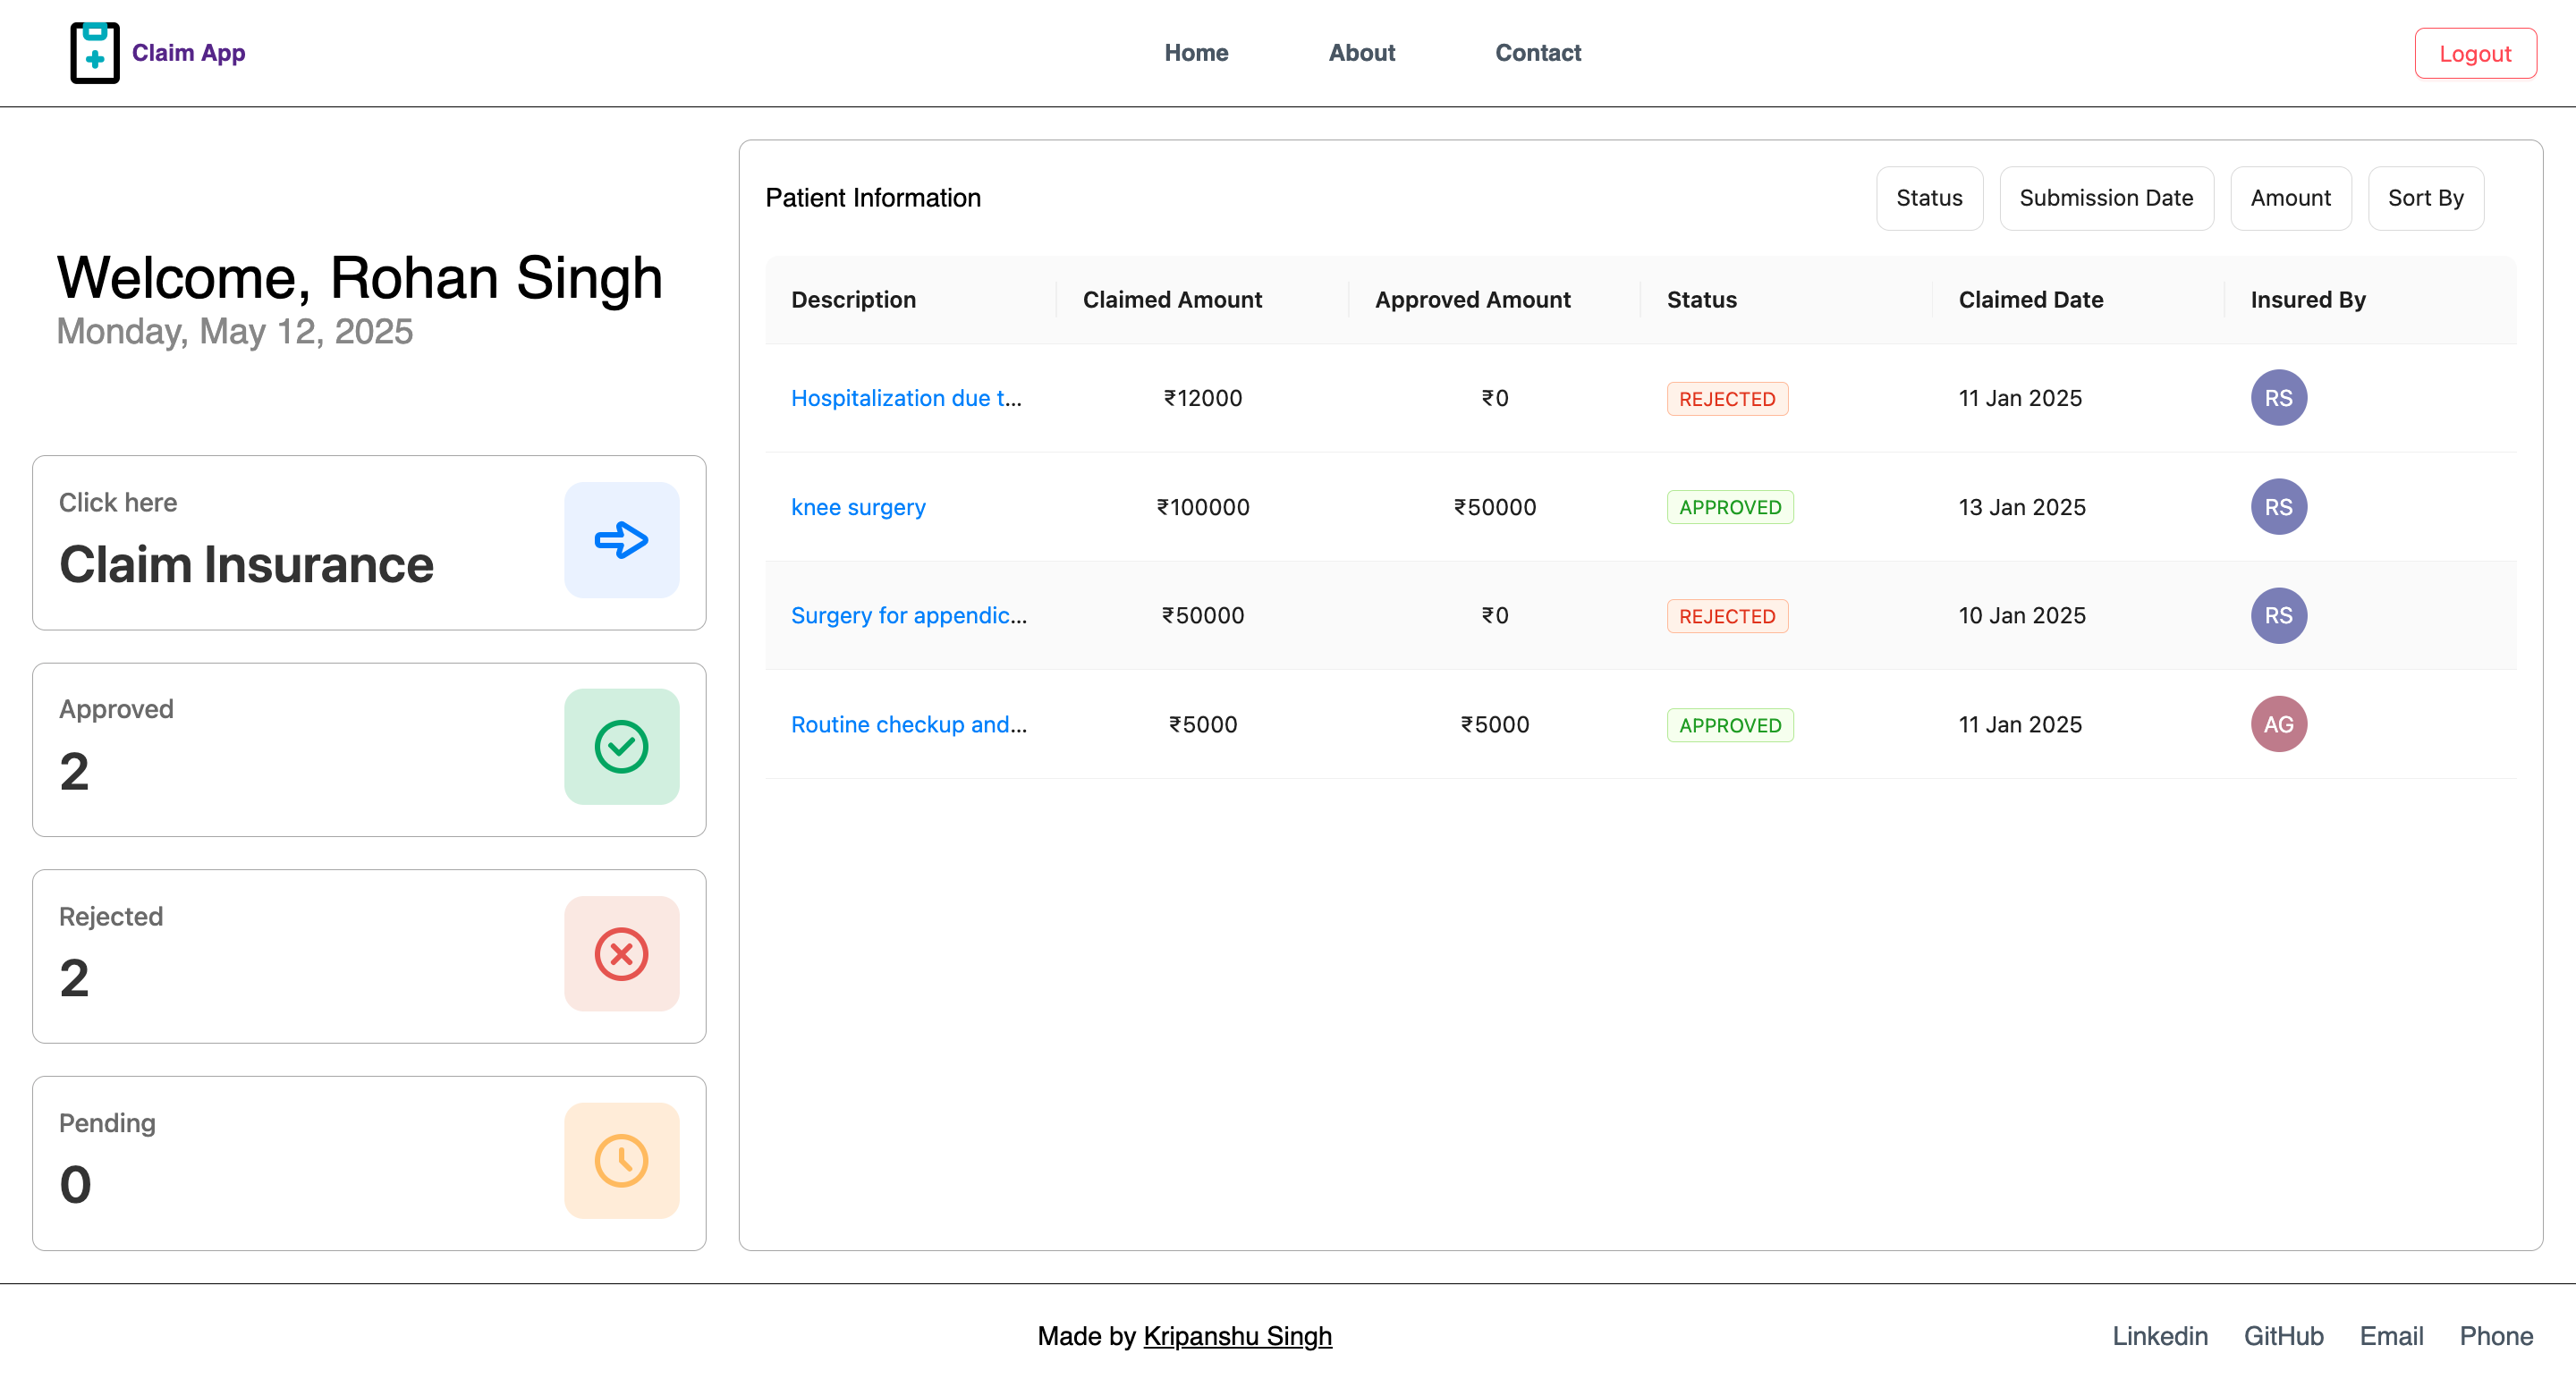 Claim App
Home About Contact
Logout
Welcome, Rohan Singh
Monday, May 12, 2025
Click here
Claim Insurance
Approved
2
Rejected
2
Pending
0
Patient Information
Status Submission Date Amount Sort By
Description Claimed Amount Approved Amount Status Claimed Date Insured By
Hospitalization due t... ₹12000 ₹0 REJECTED 11 Jan 2025 RS
knee surgery ₹100000 ₹50000 APPROVED 13 Jan 2025 RS
Surgery for appendic... ₹50000 ₹0 REJECTED 10 Jan 2025 RS
Routine checkup and... ₹5000 ₹5000 APPROVED 11 Jan 2025 AG
Made by Kripanshu Singh
Linkedin GitHub Email Phone